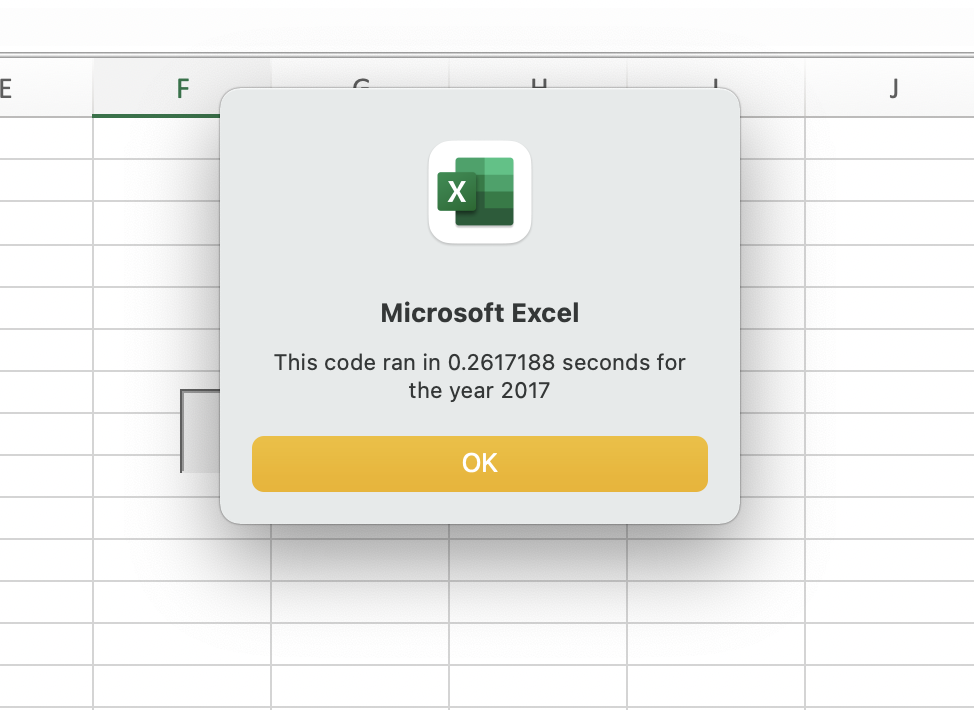 E F G H I J
X
Microsoft Excel
This code ran in 0.2617188 seconds for
the year 2017
OK